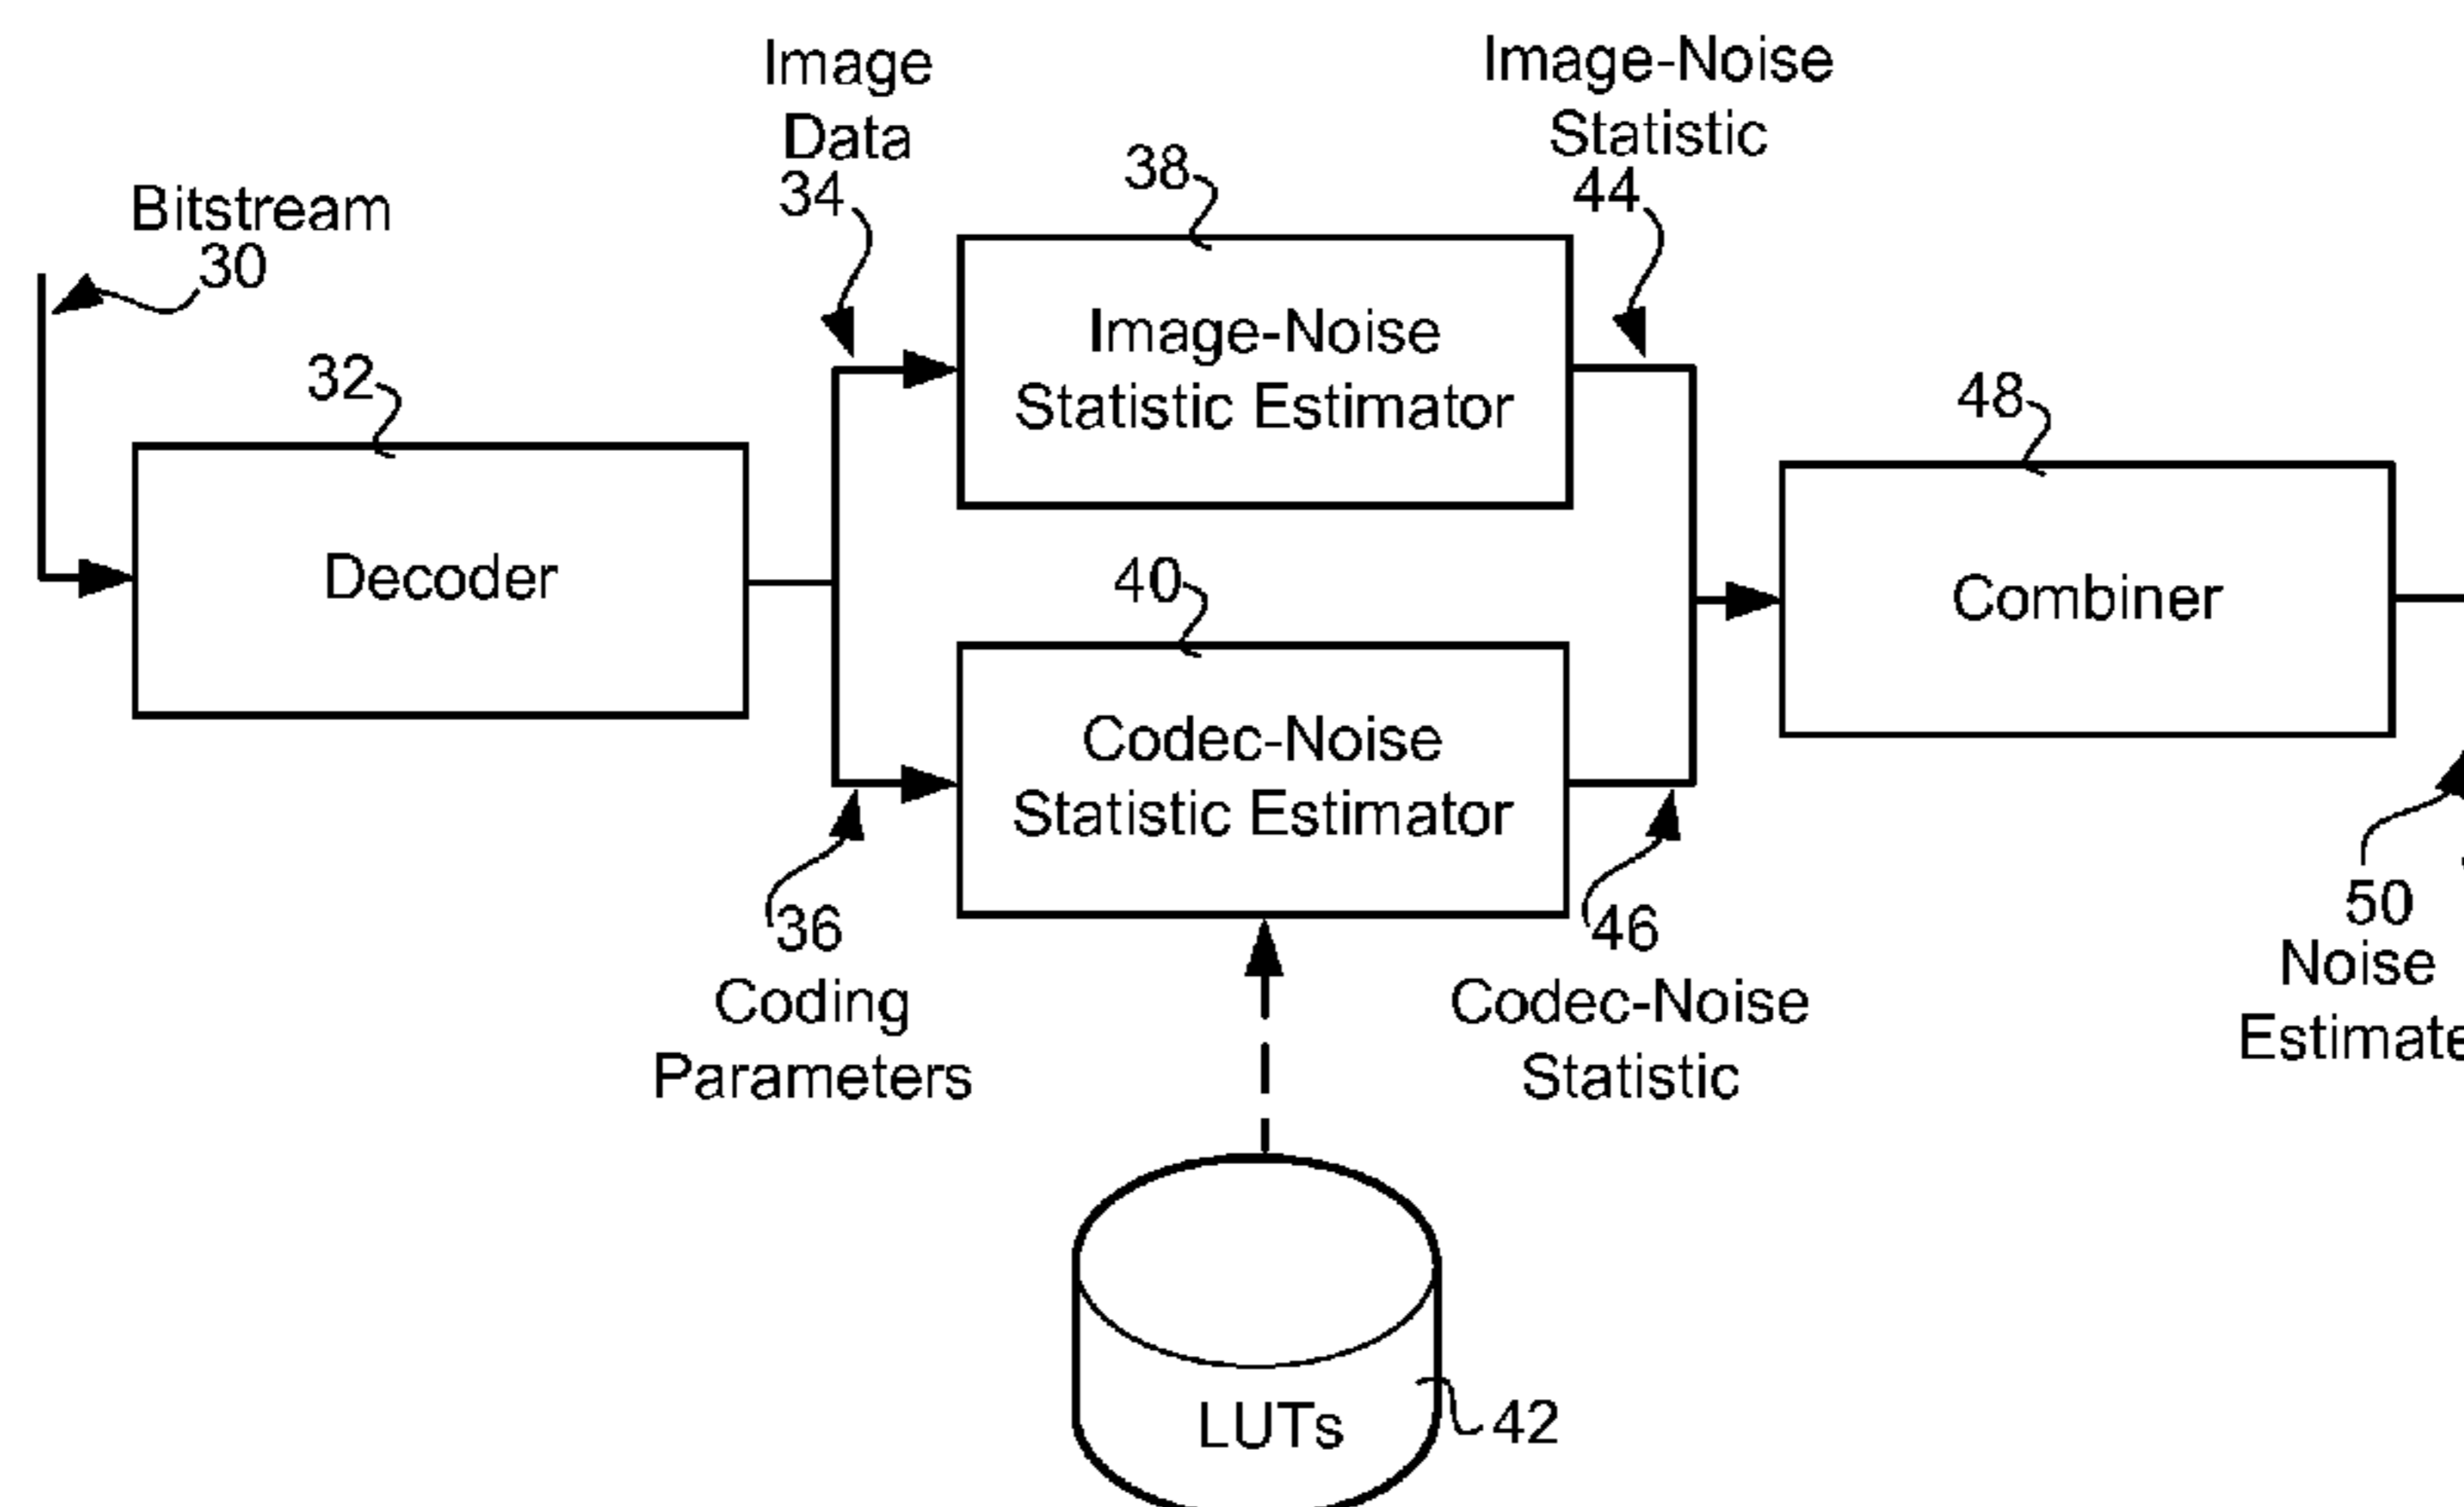 Image
Data
34
Image-Noise
Statistic
44
Bitstream
30
38
Image-Noise
Statistic Estimator
32
Decoder
48
Combiner
40
Codec-Noise
Statistic Estimator
36
Coding
Parameters
46
Codec-Noise
Statistic
50
Noise
Estimate
LUTs
42